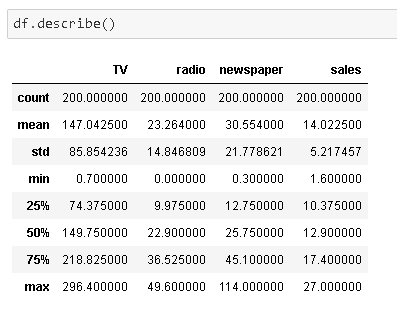 df.describe()
TV radio newspaper sales
count 200.000000 200.000000 200.000000 200.000000
mean 147.042500 23.264000 30.554000 14.022500
std 85.854236 14.846809 21.778621 5.217457
min 0.700000 0.000000 0.300000 1.600000
25% 74.375000 9.975000 12.750000 10.375000
50% 149.750000 22.900000 25.750000 12.900000
75% 218.825000 36.525000 45.100000 17.400000
max 296.400000 49.600000 114.000000 27.000000